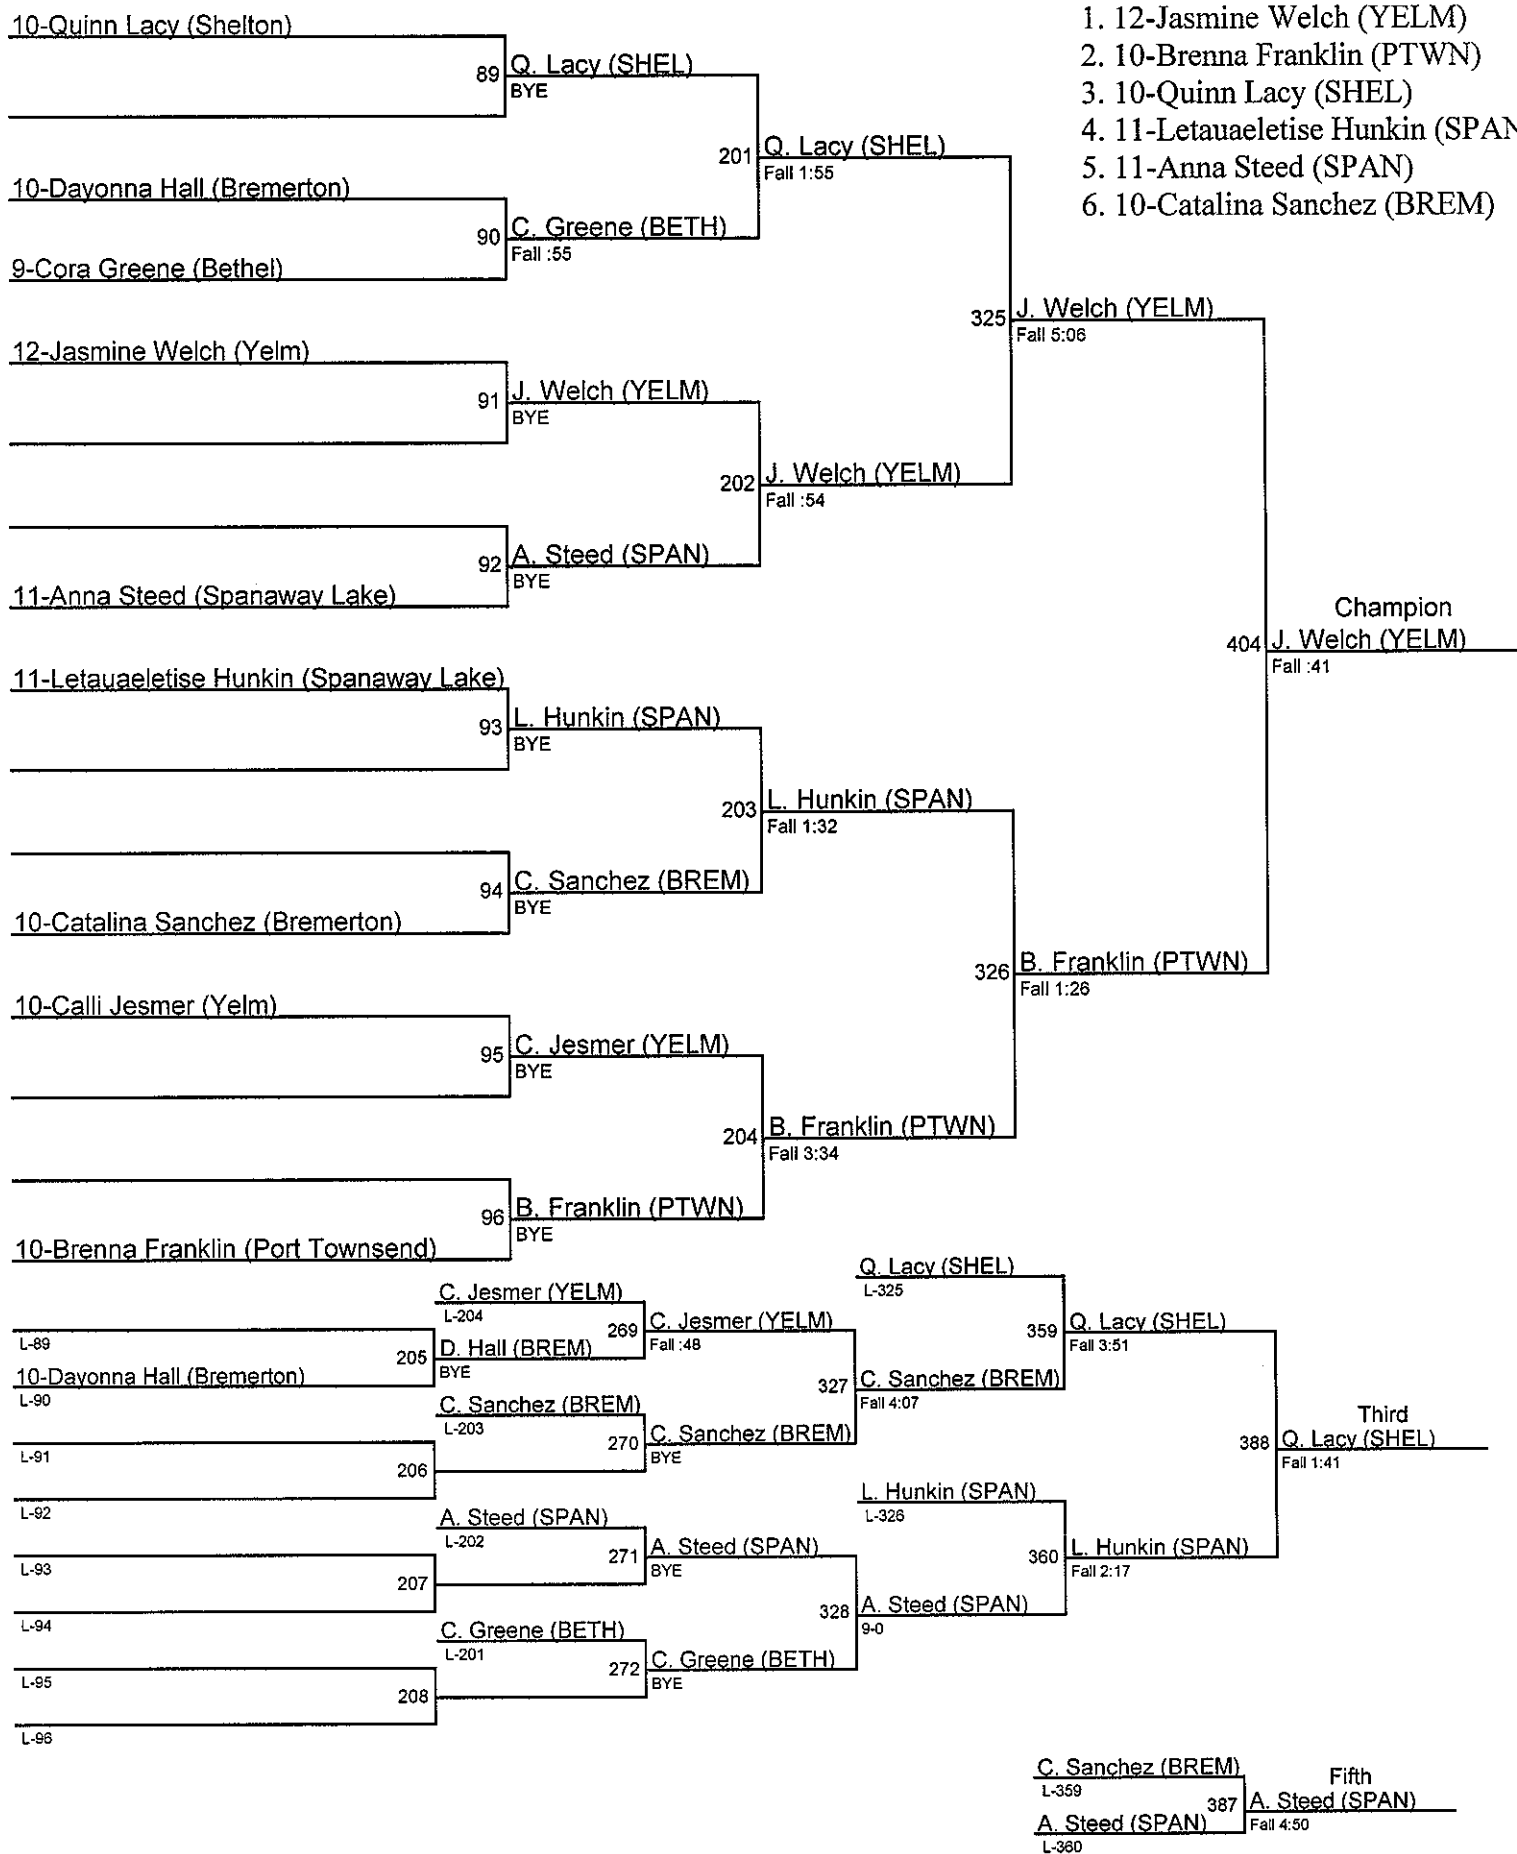 1. 12-Jasmine Welch (YELM)
2. 10-Brenna Franklin (PTWN)
3. 10-Quinn Lacy (SHEL)
4. 11-Letauaeletise Hunkin (SPAN
5. 11-Anna Steed (SPAN)
6. 10-Catalina Sanchez (BREM)
10-Quinn Lacy (Shelton)
89 Q. Lacy (SHEL)
BYE
201 Q. Lacy (SHEL)
Fall 1:55
10-Dayonna Hall (Bremerton)
90 C. Greene (BETH)
Fall :55
9-Cora Greene (Bethel)
325 J. Welch (YELM)
Fall 5:06
12-Jasmine Welch (Yelm)
91 J. Welch (YELM)
BYE
202 J. Welch (YELM)
Fall :54
92 A. Steed (SPAN)
BYE
11-Anna Steed (Spanaway Lake)
Champion
404 J. Welch (YELM)
Fall :41
11-Letauaeletise Hunkin (Spanaway Lake)
93 L. Hunkin (SPAN)
BYE
203 L. Hunkin (SPAN)
Fall 1:32
94 C. Sanchez (BREM)
BYE
10-Catalina Sanchez (Bremerton)
326 B. Franklin (PTWN)
Fall 1:26
10-Calli Jesmer (Yelm)
95 C. Jesmer (YELM)
BYE
204 B. Franklin (PTWN)
Fall 3:34
96 B. Franklin (PTWN)
BYE
10-Brenna Franklin (Port Townsend)
Q. Lacy (SHEL)
L-325
C. Jesmer (YELM)
L-204
269 C. Jesmer (YELM)
Fall :48
359 Q. Lacy (SHEL)
Fall 3:51
L-89
205 D. Hall (BREM)
BYE
10-Dayonna Hall (Bremerton)
L-90
327 C. Sanchez (BREM)
Fall 4:07
C. Sanchez (BREM)
L-203
270 C. Sanchez (BREM)
BYE
Third
388 Q. Lacy (SHEL)
Fall 1:41
L-91
206
L-92
L. Hunkin (SPAN)
L-326
A. Steed (SPAN)
L-202
271 A. Steed (SPAN)
BYE
360 L. Hunkin (SPAN)
Fall 2:17
L-93
207
L-94
328 A. Steed (SPAN)
9-0
C. Greene (BETH)
L-201
272 C. Greene (BETH)
BYE
L-95
208
L-96
C. Sanchez (BREM)
L-359
Fifth
387 A. Steed (SPAN)
Fall 4:50
A. Steed (SPAN)
L-360